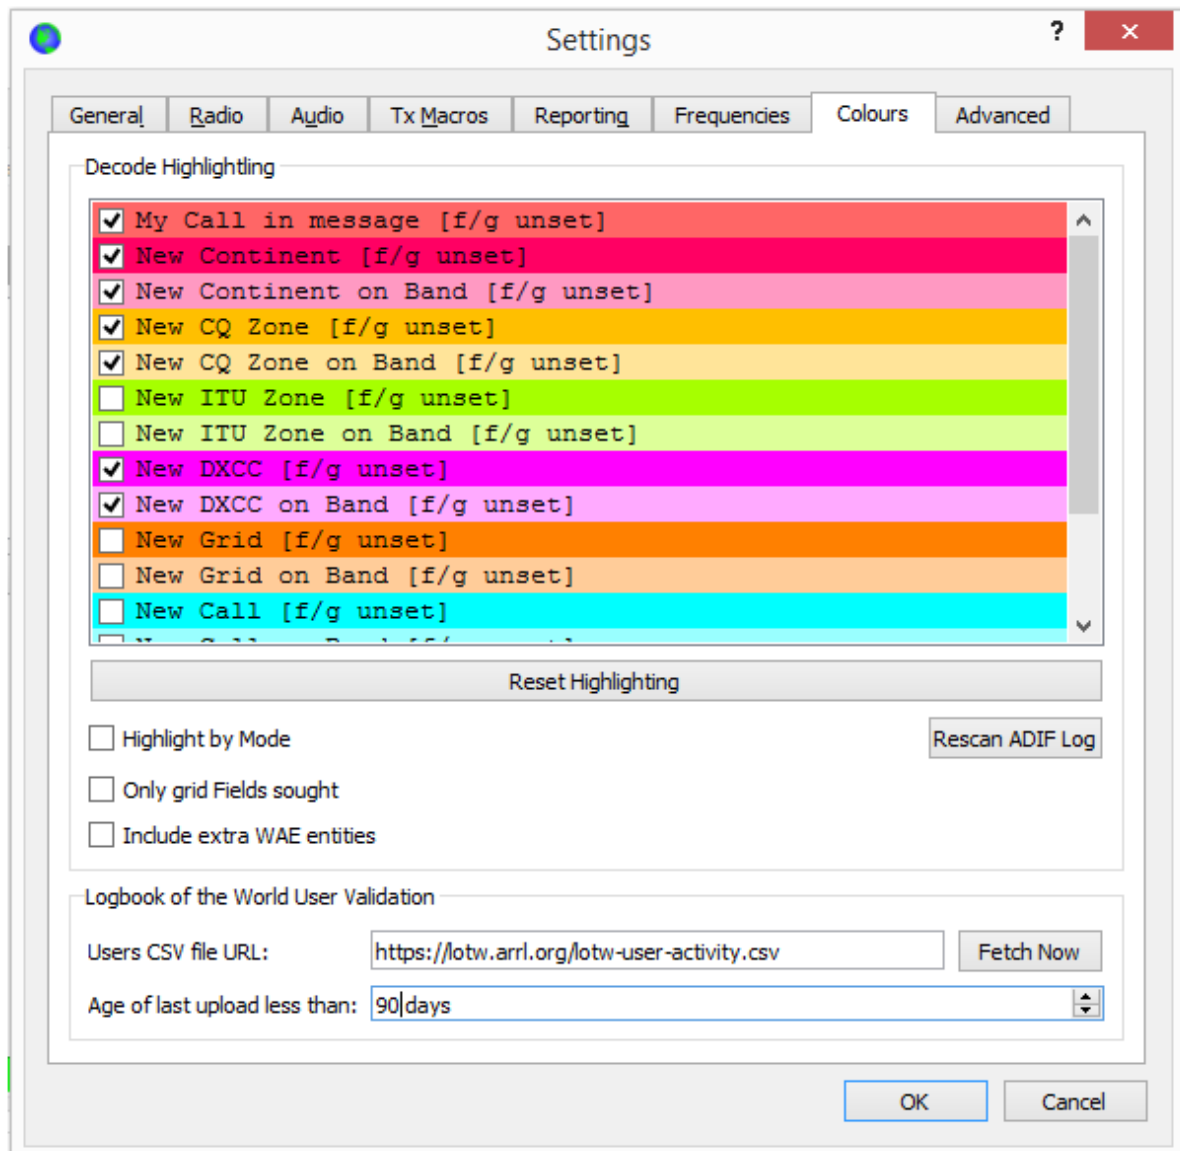 Settings
?
General Radio Audio Tx Macros Reporting Frequencies Colours Advanced
Decode Highlightling
My Call in message [f/g unset]
New Continent [f/g unset]
New Continent on Band [f/g unset]
New CQ Zone [f/g unset]
New CQ Zone on Band [f/g unset]
New ITU Zone [f/g unset]
New ITU Zone on Band [f/g unset]
New DXCC [f/g unset]
New DXCC on Band [f/g unset]
New Grid [f/g unset]
New Grid on Band [f/g unset]
New Call [f/g unset]
Reset Highlighting
Highlight by Mode Rescan ADIF Log
Only grid Fields sought
Include extra WAE entities
Logbook of the World User Validation
Users CSV file URL: https://lotw.arrl.org/lotw-user-activity.csv Fetch Now
Age of last upload less than: 90 days
OK Cancel